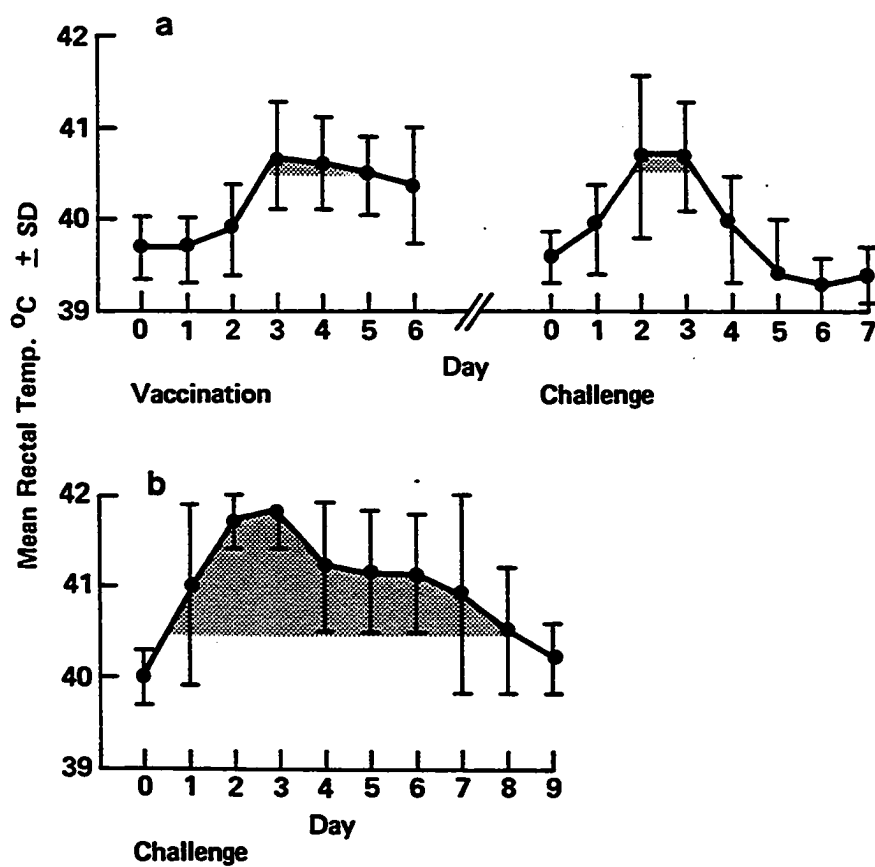 a
42
41
40
39
0 1 2 3 4 5 6 0 1 2 3 4 5 6 7
Day
Vaccination Challenge
Mean Rectal Temp. °C ± SD
b
42
41
40
39
0 1 2 3 4 5 6 7 8 9
Day
Challenge